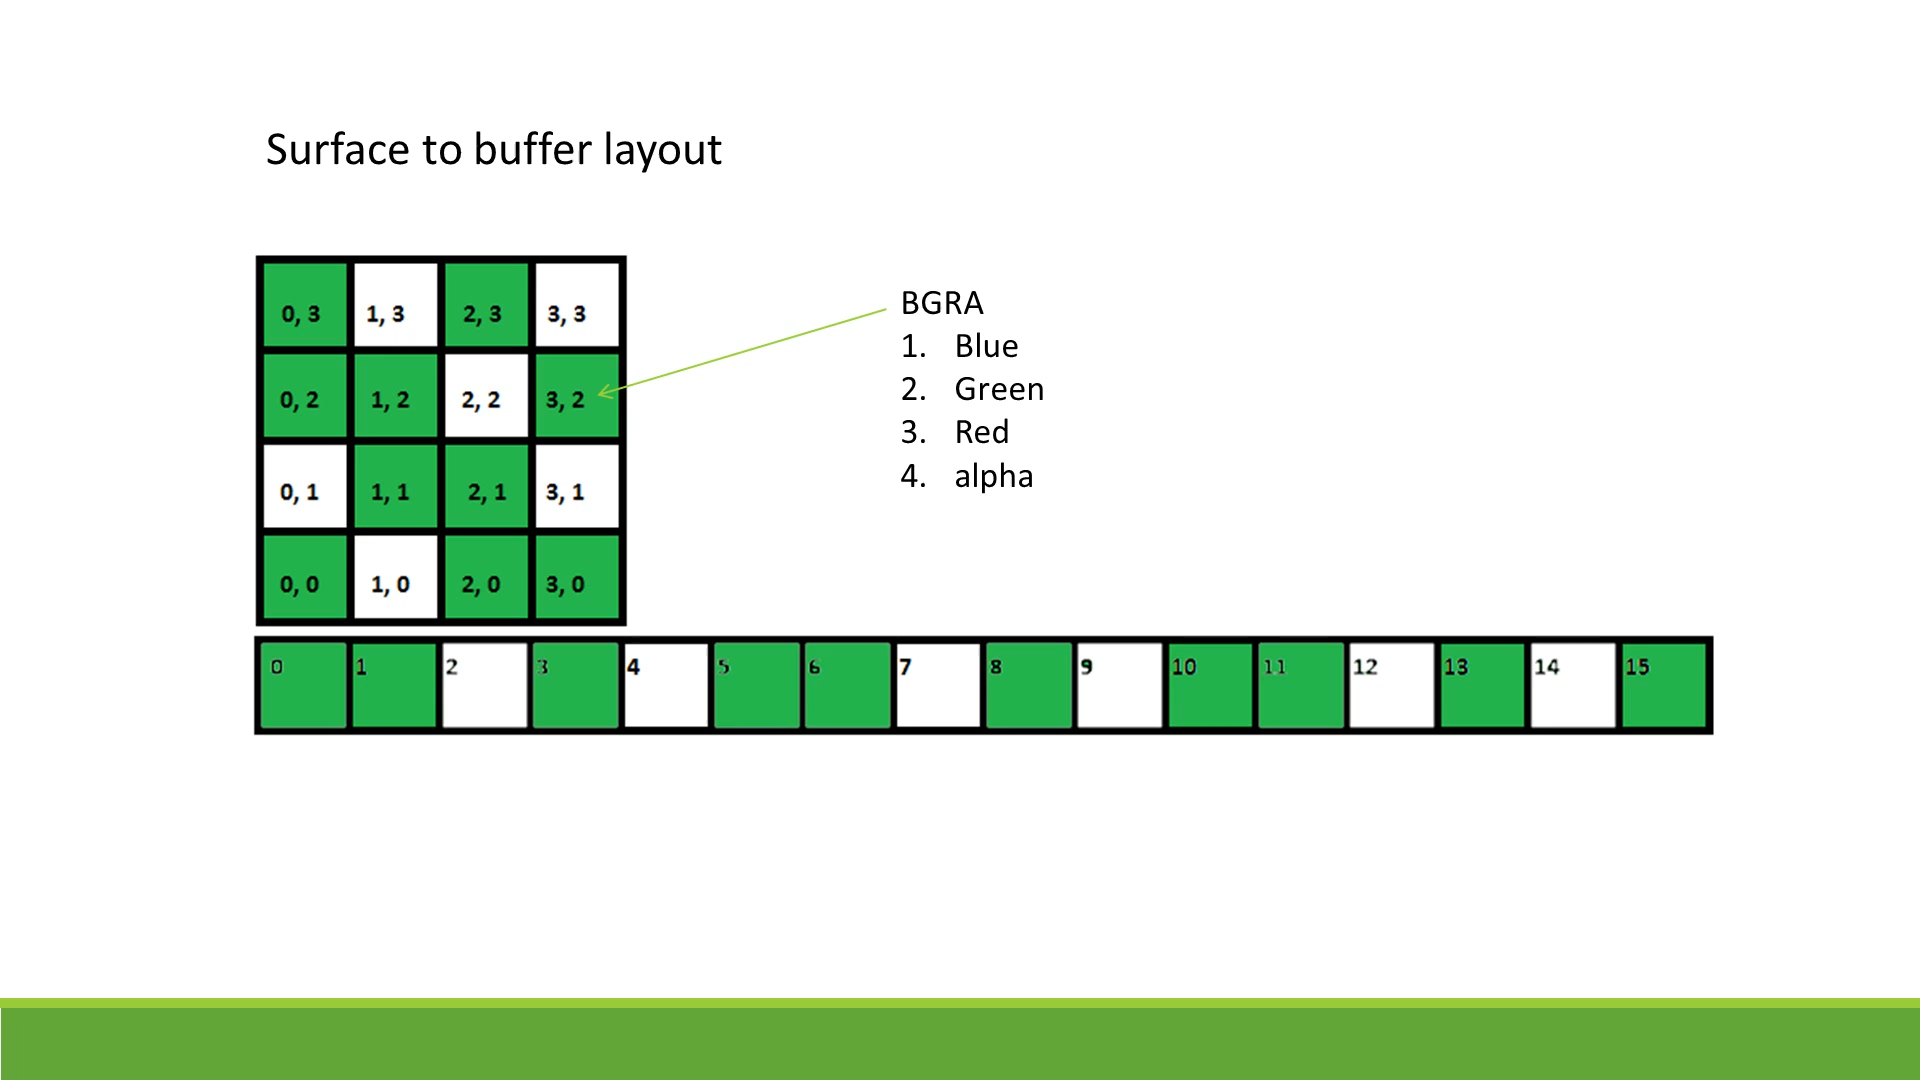 Surface to buffer layout
0, 3 1, 3 2, 3 3, 3
0, 2 1, 2 2, 2 3, 2
0, 1 1, 1 2, 1 3, 1
0, 0 1, 0 2, 0 3, 0
BGRA
1. Blue
2. Green
3. Red
4. alpha
0 1 2 3 4 5 6 7 8 9 10 11 12 13 14 15